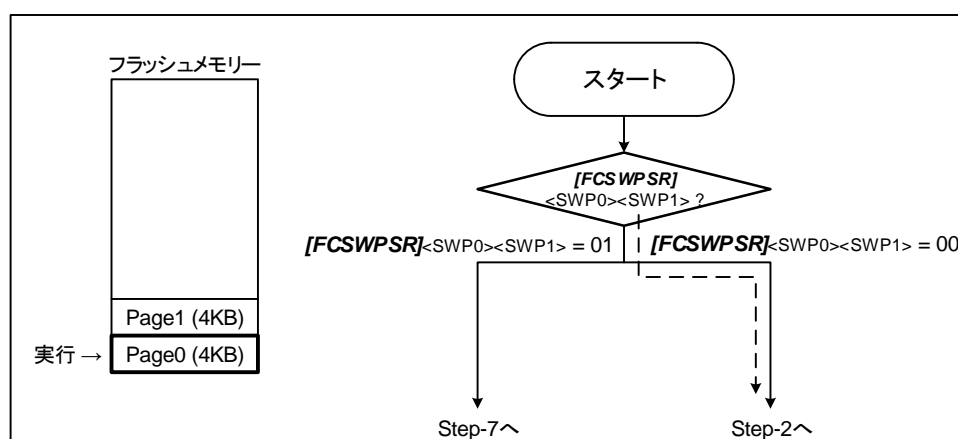 フラッシュメモリー
Page1 (4KB)
実行 →
Page0 (4KB)
スタート
[FCSWPSR]
<SWP0><SWP1> ?
[FCSWPSR]<SWP0><SWP1> = 01
[FCSWPSR]<SWP0><SWP1> = 00
Step-7へ
Step-2へ